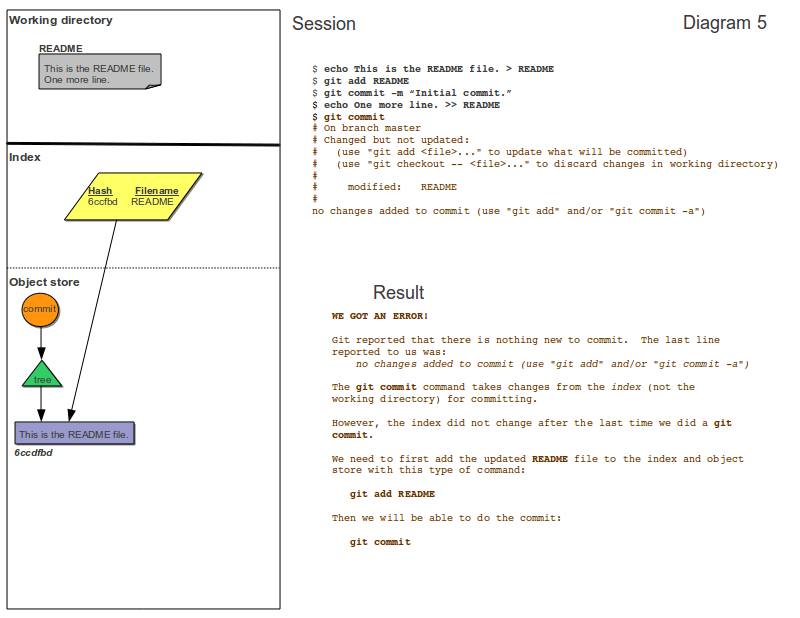 Working directory
README
This is the README file.
One more line.
Index
Hash Filename
6ccfbd README
Object store
commit
tree
This is the README file.
6ccdfbd
Session
Diagram 5
$ echo This is the README file. > README
$ git add README
$ git commit -m “Initial commit.”
$ echo One more line. >> README
$ git commit
# On branch master
# Changed but not updated:
#   (use "git add <file>..." to update what will be committed)
#   (use "git checkout -- <file>..." to discard changes in working directory)
#
#     modified:   README
#
no changes added to commit (use "git add" and/or "git commit -a")
Result
WE GOT AN ERROR!
Git reported that there is nothing new to commit.  The last line
reported to us was:
no changes added to commit (use "git add" and/or "git commit -a")
The git commit command takes changes from the index (not the
working directory) for committing.
However, the index did not change after the last time we did a git
commit.
We need to first add the updated README file to the index and object
store with this type of command:
git add README
Then we will be able to do the commit:
git commit